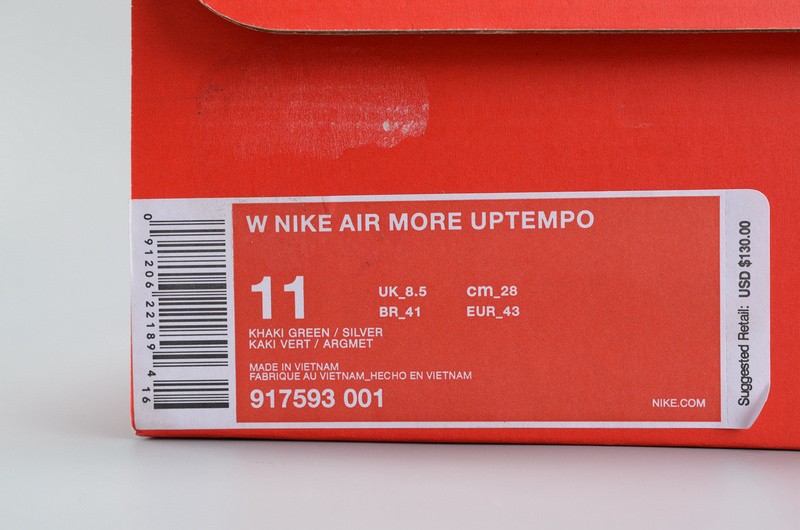 W NIKE AIR MORE UPTEMPO
11 UK_8.5 cm_28
BR_41 EUR_43
KHAKI GREEN / SILVER
KAKI VERT / ARGMET
MADE IN VIETNAM
FABRIQUE AU VIETNAM_HECHO EN VIETNAM
917593 001
NIKE.COM
0 91206 22189 4 16
Suggested Retail: USD $130.00